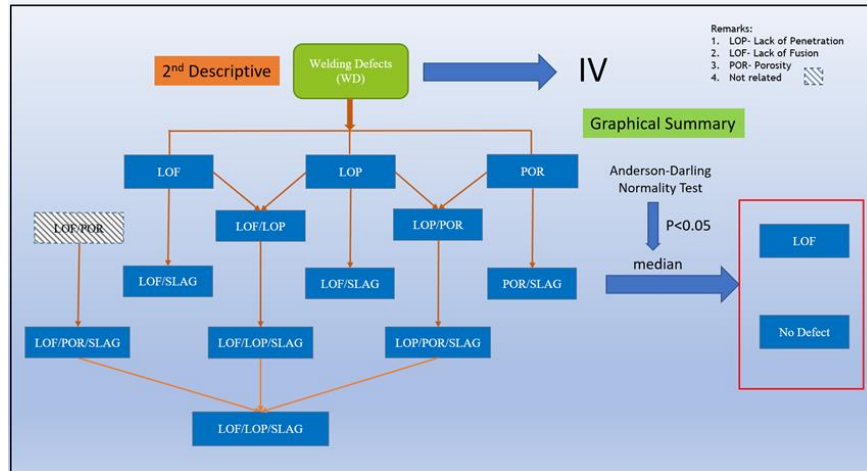 Remarks:
1. LOP- Lack of Penetration
2. LOF- Lack of Fusion
3. POR- Porosity
4. Not related
2nd Descriptive
Welding Defects
(WD)
IV
Graphical Summary
LOF
LOP
POR
Anderson-Darling
Normality Test
P<0.05
median
LOF/POR
LOF/LOP
LOP/POR
LOF
LOF/SLAG
LOF/SLAG
POR/SLAG
No Defect
LOF/POR/SLAG
LOF/LOP/SLAG
LOP/POR/SLAG
LOF/LOP/SLAG